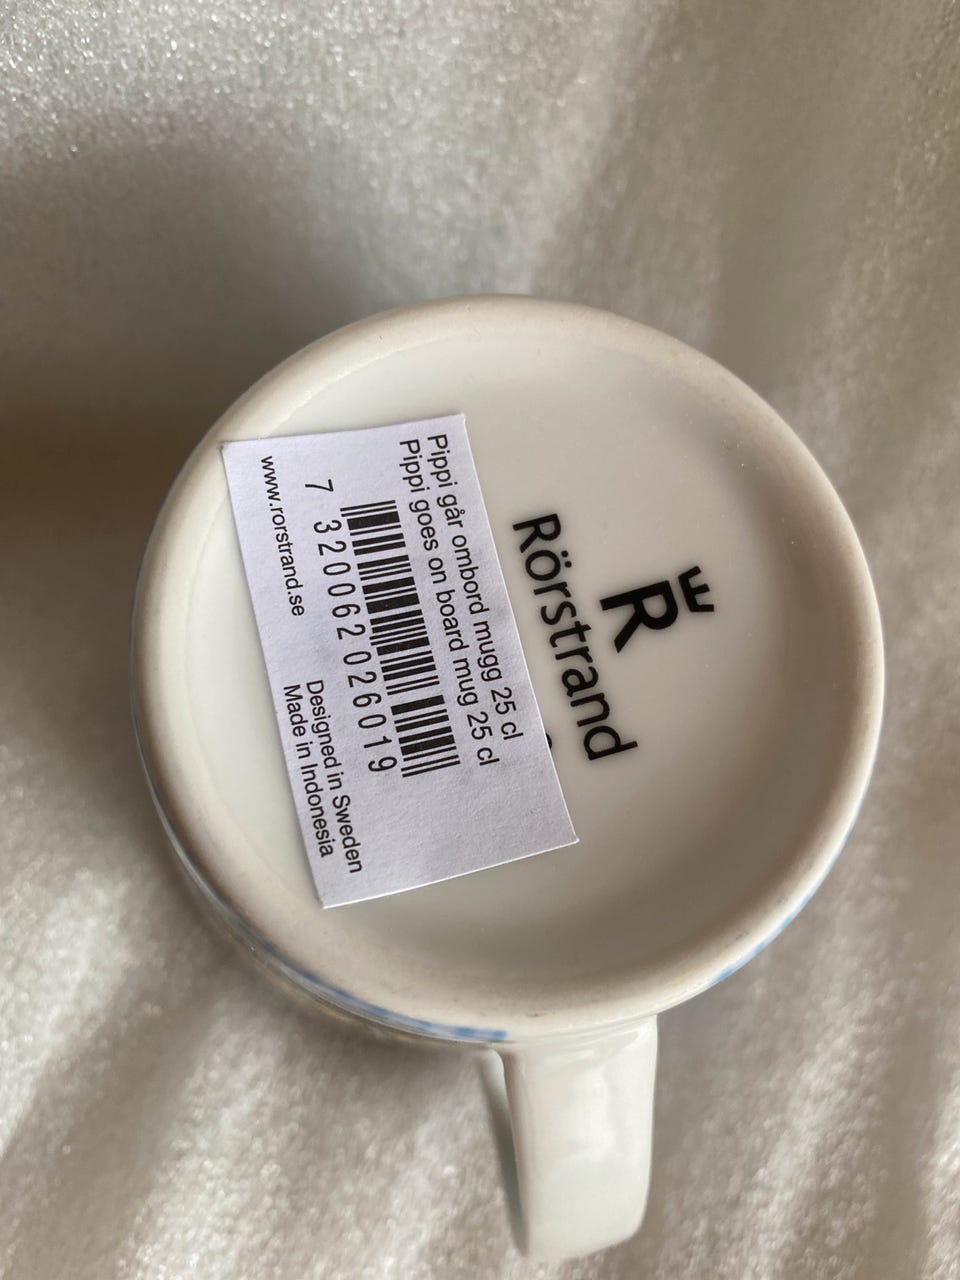 Pippi går ombord mugg 25 cl
Pippi goes on board mug 25 cl
7 320062 026019
Designed in Sweden
www.rorstrand.se Made in Indonesia
R
Rörstrand